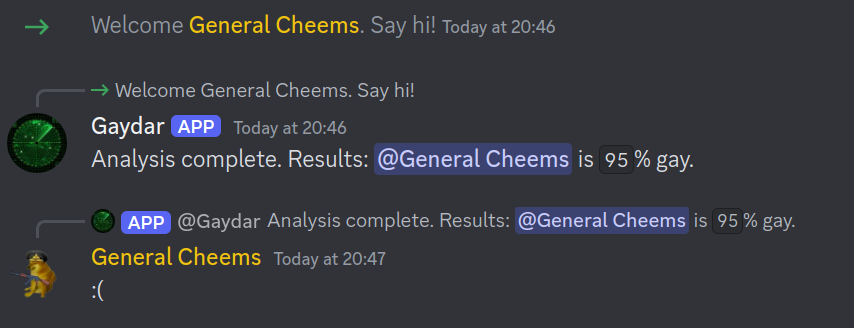 → Welcome General Cheems. Say hi! Today at 20:46
→ Welcome General Cheems. Say hi!
Gaydar APP Today at 20:46
Analysis complete. Results: @General Cheems is 95% gay.
APP @Gaydar Analysis complete. Results: @General Cheems is 95% gay.
General Cheems Today at 20:47
:(